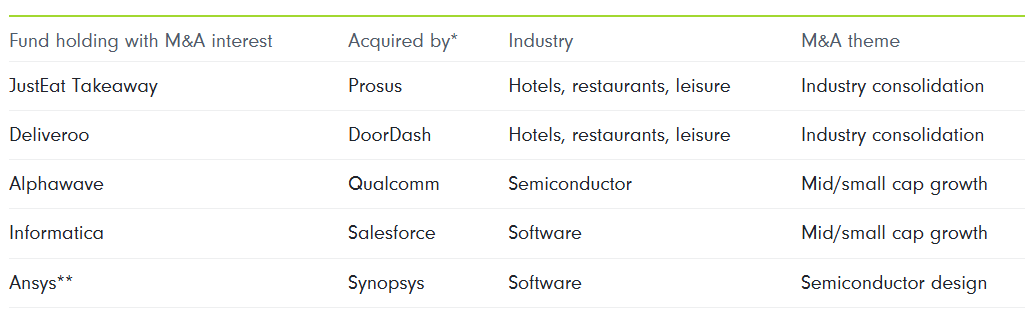 Fund holding with M&A interest Acquired by* Industry M&A theme
JustEat Takeaway Prosus Hotels, restaurants, leisure Industry consolidation
Deliveroo DoorDash Hotels, restaurants, leisure Industry consolidation
Alphawave Qualcomm Semiconductor Mid/small cap growth
Informatica Salesforce Software Mid/small cap growth
Ansys** Synopsys Software Semiconductor design